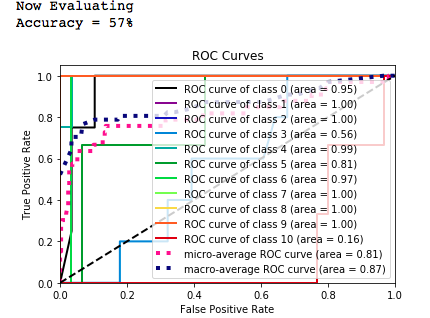 Now Evaluating
Accuracy = 57%
ROC Curves
True Positive Rate
1.0
0.8
0.6
0.4
0.2
0.0
ROC curve of class 0 (area = 0.95)
ROC curve of class 1 (area = 1.00)
ROC curve of class 2 (area = 1.00)
ROC curve of class 3 (area = 0.56)
ROC curve of class 4 (area = 0.99)
ROC curve of class 5 (area = 0.81)
ROC curve of class 6 (area = 0.97)
ROC curve of class 7 (area = 1.00)
ROC curve of class 8 (area = 1.00)
ROC curve of class 9 (area = 1.00)
ROC curve of class 10 (area = 0.16)
micro-average ROC curve (area = 0.81)
macro-average ROC curve (area = 0.87)
0.0 0.2 0.4 0.6 0.8 1.0
False Positive Rate